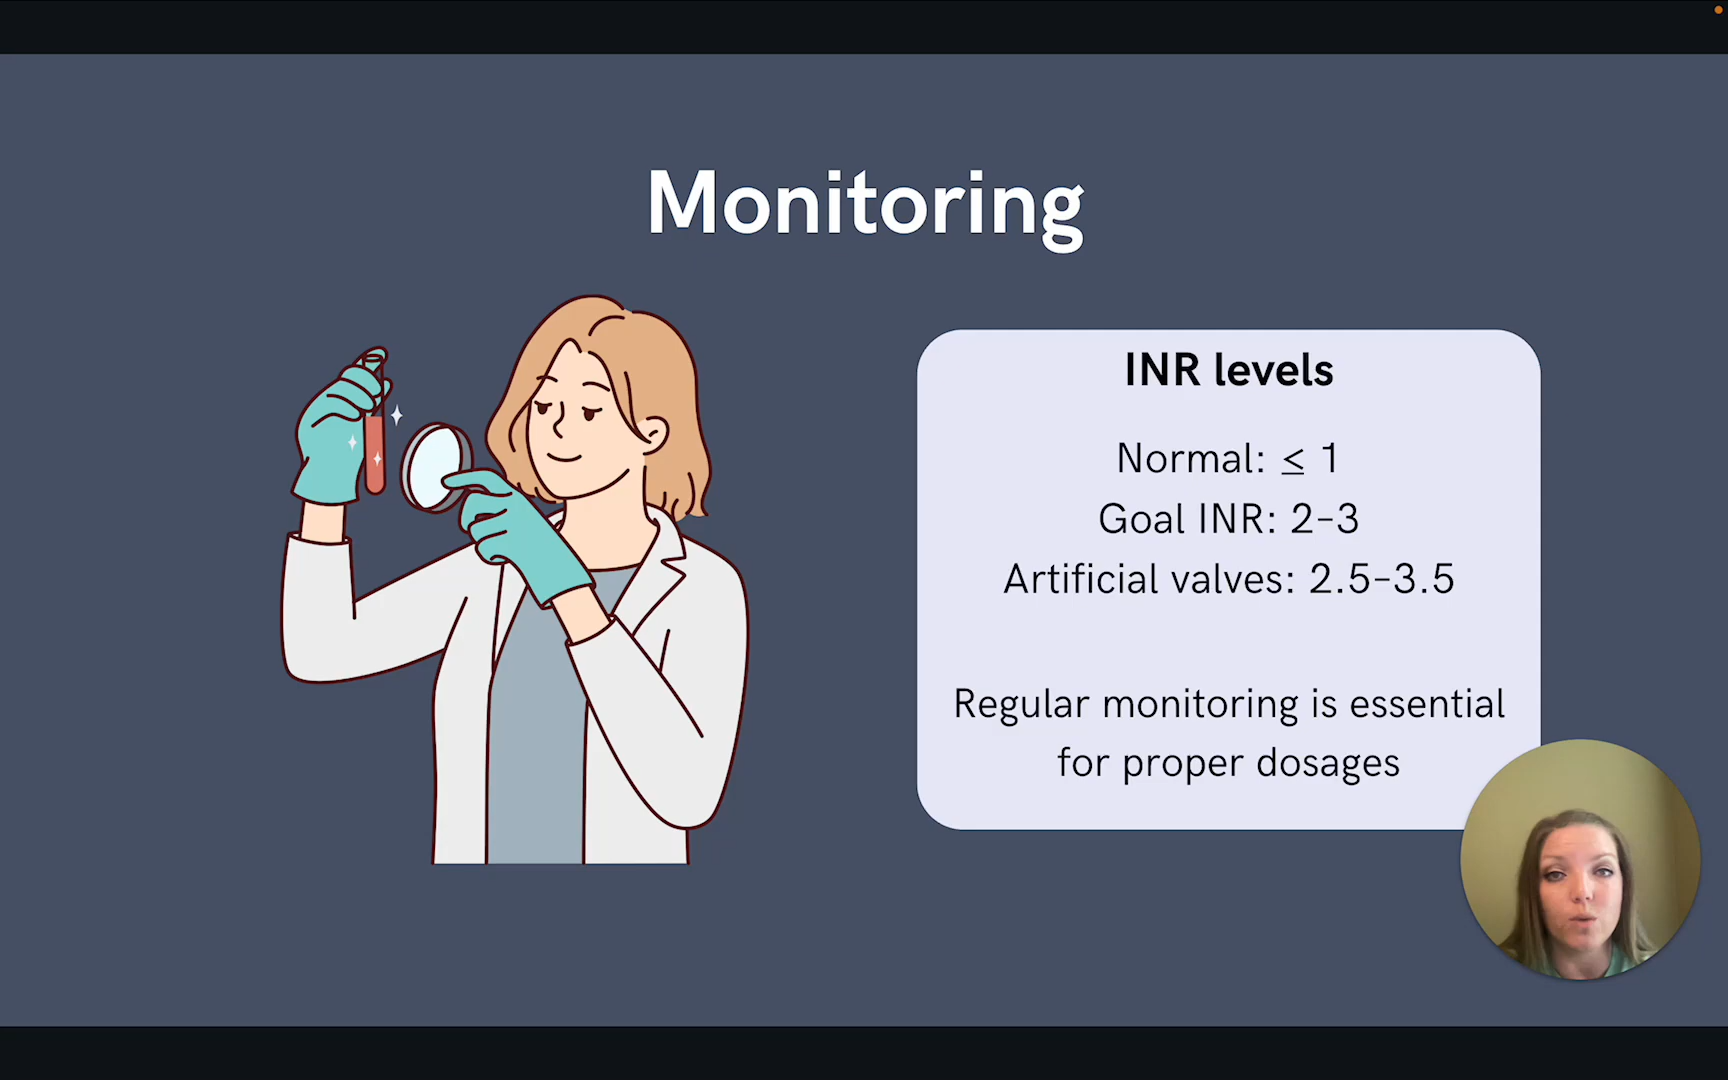 Monitoring
INR levels
Normal: ≤ 1
Goal INR: 2-3
Artificial valves: 2.5-3.5
Regular monitoring is essential
for proper dosages